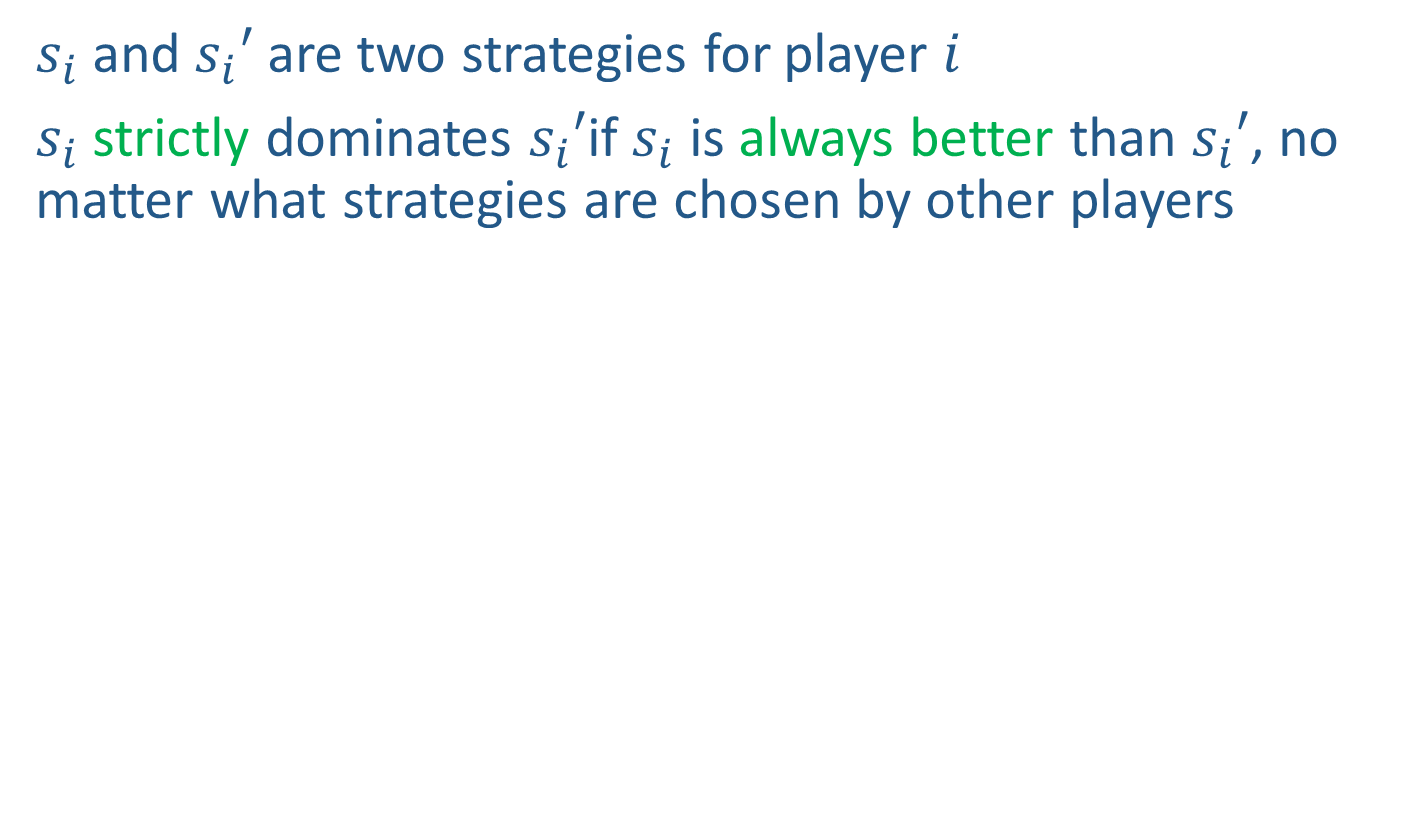 𝑠ᵢ and 𝑠ᵢ′ are two strategies for player 𝑖
𝑠ᵢ strictly dominates 𝑠ᵢ′if 𝑠ᵢ is always better than 𝑠ᵢ′, no
matter what strategies are chosen by other players